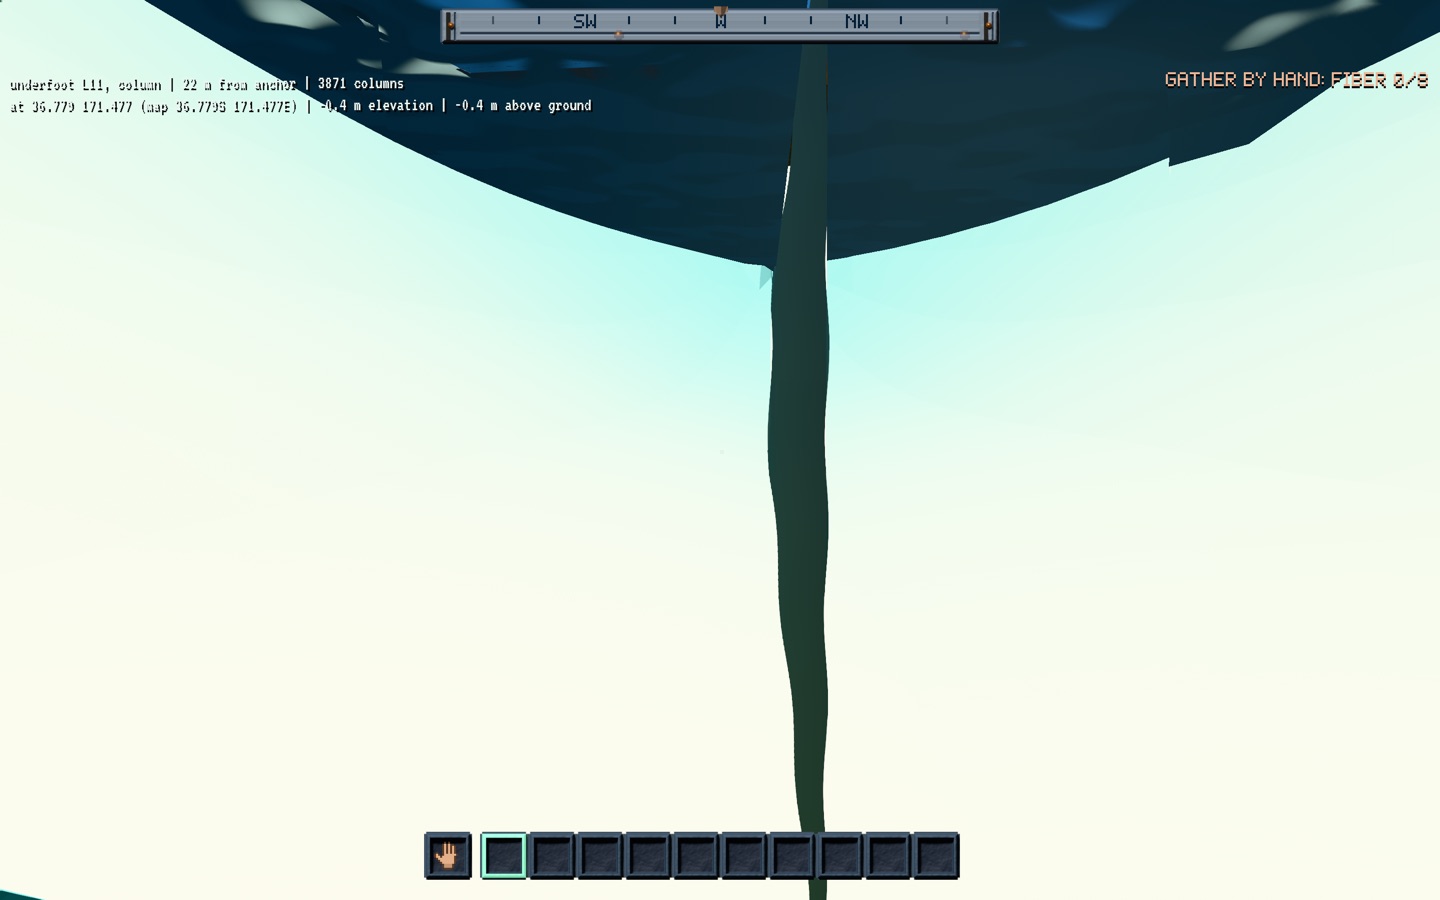 SW W NW
underfoot L11, column | 22 m from anchor | 3871 columns
at 36.779 171.477 (map 36.779S 171.477E) | -0.4 m elevation | -0.4 m above ground
GATHER BY HAND: FIBER 0/8